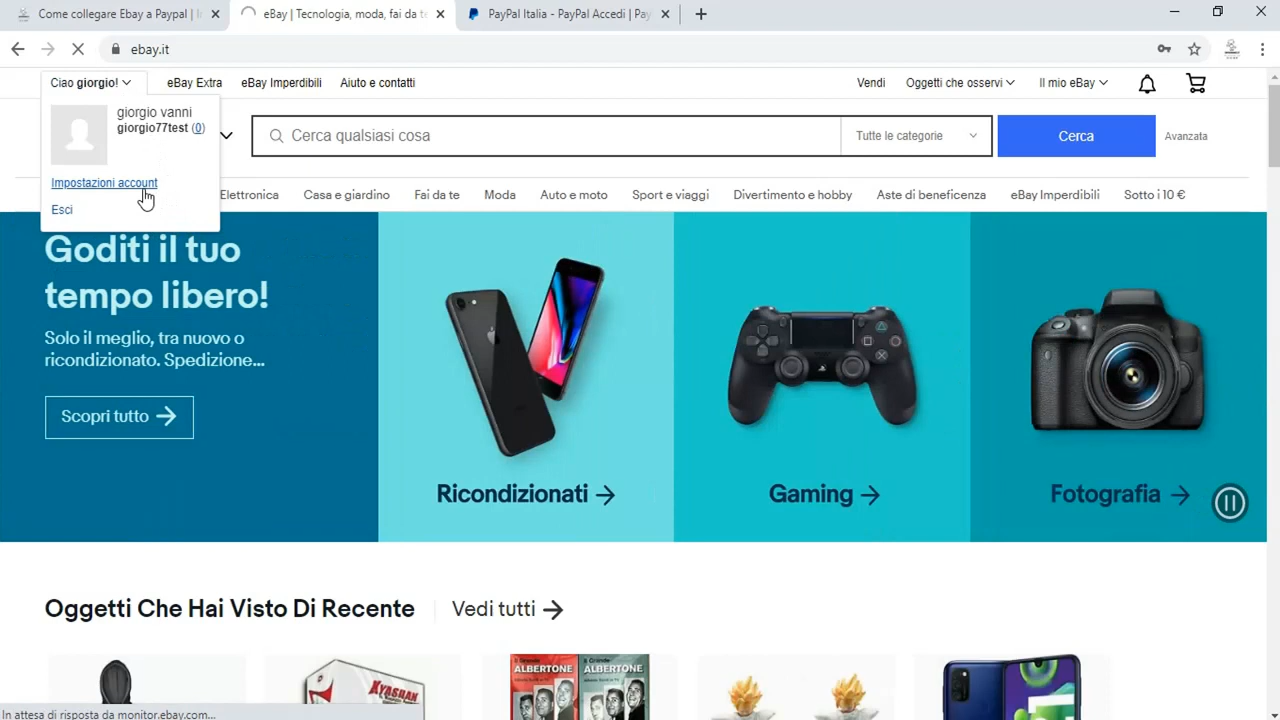 Come collegare Ebay a Paypal |
eBay | Tecnologia, moda, fai da te
PayPal Italia - PayPal Accedi | Pay
ebay.it
Ciao giorgio!
eBay Extra
eBay Imperdibili
Aiuto e contatti
Vendi
Oggetti che osservi
Il mio eBay
giorgio vanni
giorgio77test (0)
Impostazioni account
Esci
Cerca qualsiasi cosa
Tutte le categorie
Cerca
Avanzata
Elettronica
Casa e giardino
Fai da te
Moda
Auto e moto
Sport e viaggi
Divertimento e hobby
Aste di beneficenza
eBay Imperdibili
Sotto i 10 €
Goditi il tuo
tempo libero!
Solo il meglio, tra nuovo o
ricondizionato. Spedizione...
Scopri tutto
Ricondizionati
Gaming
Fotografia
Oggetti Che Hai Visto Di Recente
Vedi tutti
KYASHAN
Il Grande
ALBERTONE
Il Grande
ALBERTONE
In attesa di risposta da monitor.ebay.com...